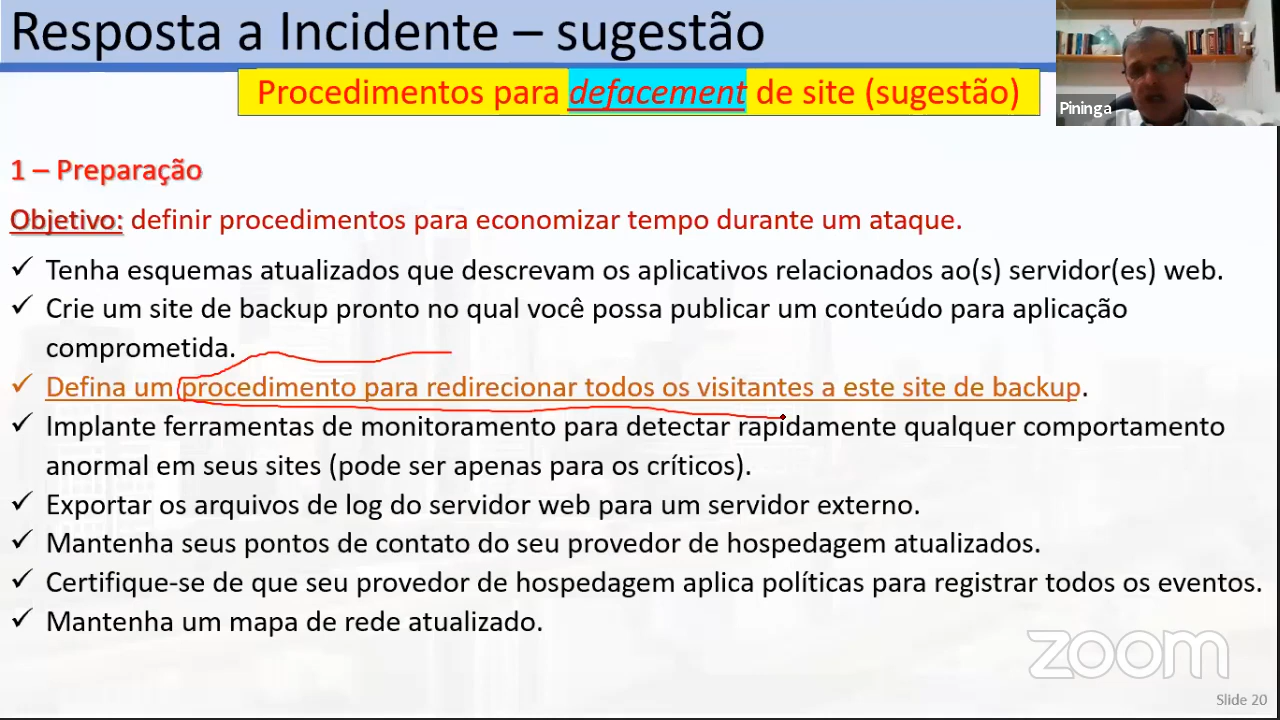 Resposta a Incidente – sugestão
Procedimentos para defacement de site (sugestão)
Pininga
1 – Preparação
Objetivo: definir procedimentos para economizar tempo durante um ataque.
✓ Tenha esquemas atualizados que descrevam os aplicativos relacionados ao(s) servidor(es) web.
✓ Crie um site de backup pronto no qual você possa publicar um conteúdo para aplicação
comprometida.
✓ Defina um procedimento para redirecionar todos os visitantes a este site de backup.
✓ Implante ferramentas de monitoramento para detectar rapidamente qualquer comportamento
anormal em seus sites (pode ser apenas para os críticos).
✓ Exportar os arquivos de log do servidor web para um servidor externo.
✓ Mantenha seus pontos de contato do seu provedor de hospedagem atualizados.
✓ Certifique-se de que seu provedor de hospedagem aplica políticas para registrar todos os eventos.
✓ Mantenha um mapa de rede atualizado.
zoom
Slide 20